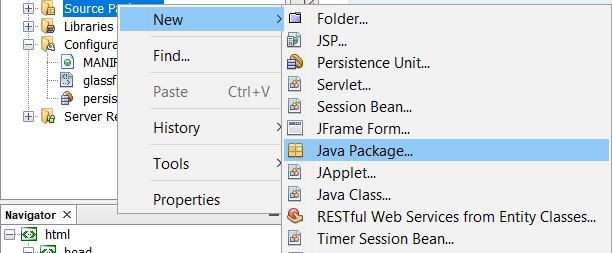 Source Pa
Libraries
Configura
MANIF
glassf
persis
Server Re
New
Find...
Paste Ctrl+V
History
Tools
Properties
Folder...
JSP...
Persistence Unit...
Servlet...
Session Bean...
JFrame Form...
Java Package...
JApplet...
Java Class...
RESTful Web Services from Entity Classes...
Timer Session Bean...
Navigator
html
head